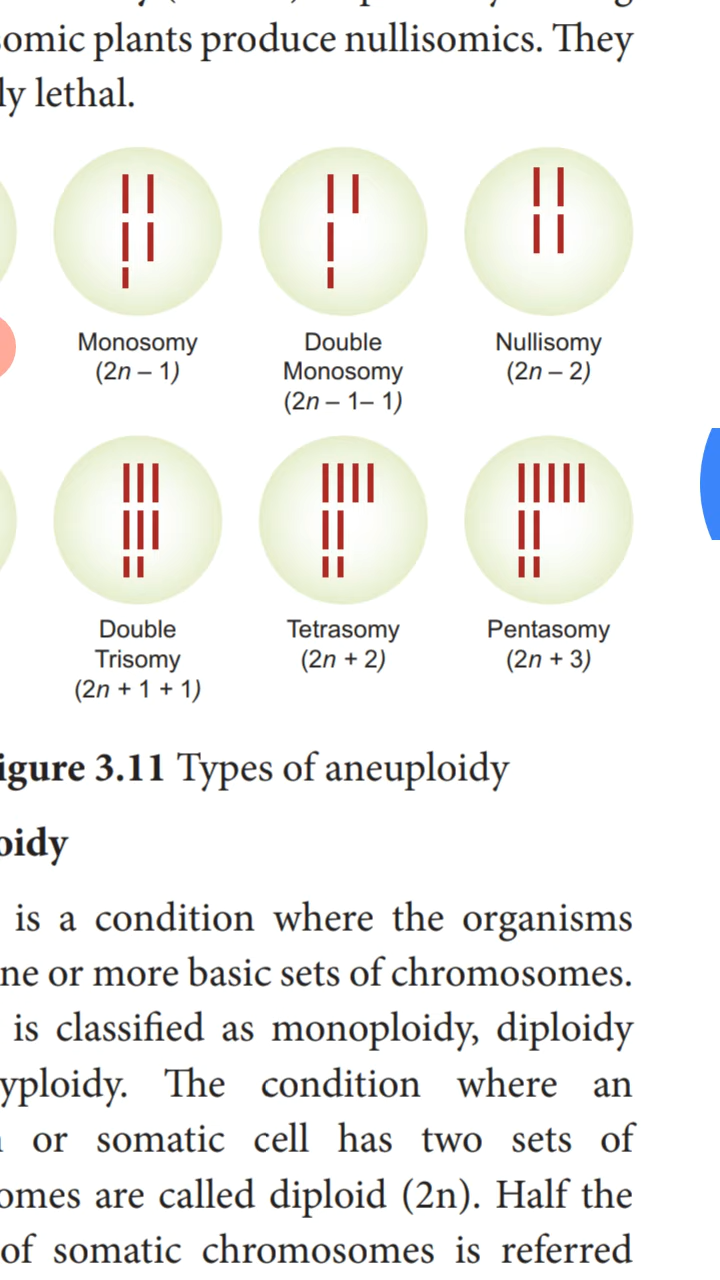 somic plants produce nullisomics. They
ly lethal.
Monosomy
(2n – 1)
Double
Monosomy
(2n – 1– 1)
Nullisomy
(2n – 2)
Double
Trisomy
(2n + 1 + 1)
Tetrasomy
(2n + 2)
Pentasomy
(2n + 3)
igure 3.11 Types of aneuploidy
oidy
is a condition where the organisms
ne or more basic sets of chromosomes.
is classified as monoploidy, diploidy
yploidy. The condition where an
or somatic cell has two sets of
omes are called diploid (2n). Half the
of somatic chromosomes is referred